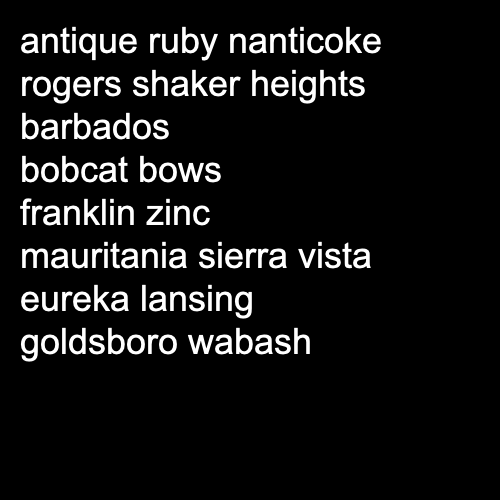 antique ruby nanticoke
rogers shaker heights
barbados
bobcat bows
franklin zinc
mauritania sierra vista
eureka lansing
goldsboro wabash